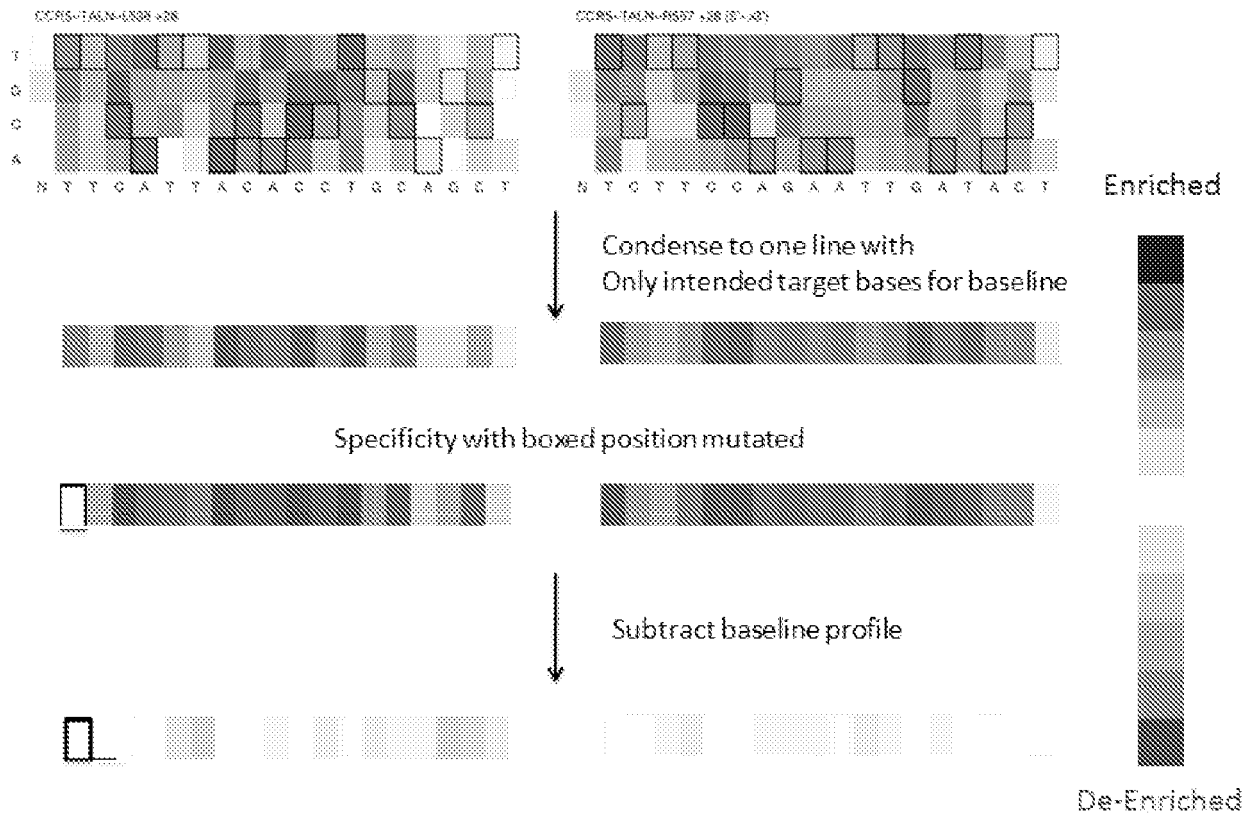 T
G
C
A
N T T C A T T A C A C C T G C A G C T
N T C T T C C A G A A T T G A T A C T
Enriched
Condense to one line with
Only intended target bases for baseline
Specificity with boxed position mutated
Subtract baseline profile
De-Enriched